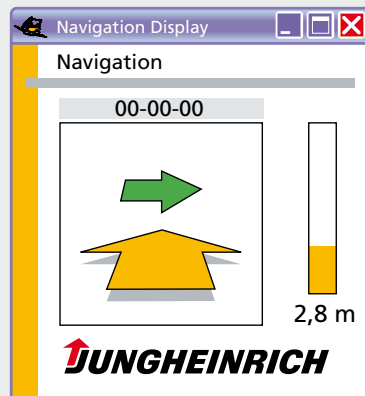 Navigation Display
Navigation
00-00-00
2,8 m
JUNGHEINRICH